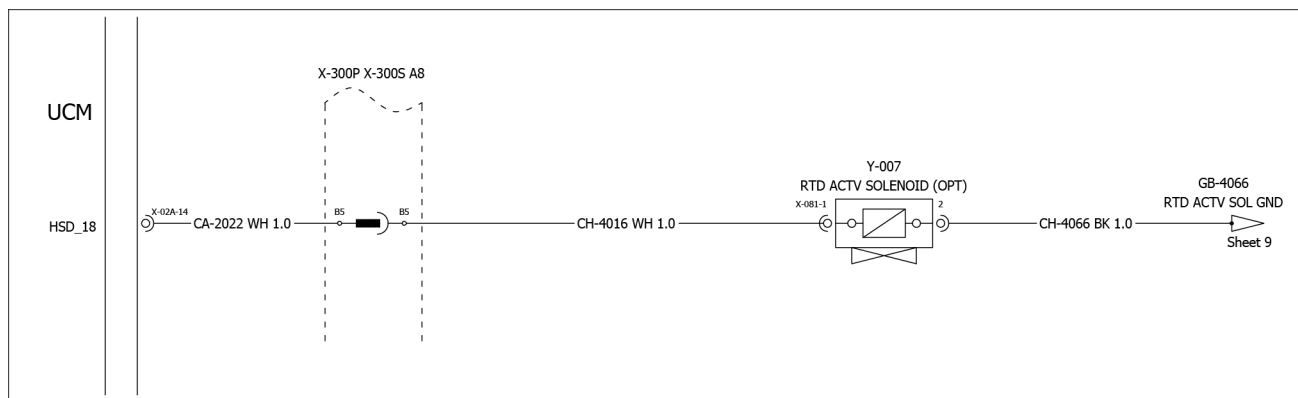 X-300P X-300S A8
UCM
Y-007
RTD ACTV SOLENOID (OPT)
GB-4066
RTD ACTV SOL GND
HSD_18
X-02A-14
CA-2022 WH 1.0
B5
B5
CH-4016 WH 1.0
X-081-1
2
CH-4066 BK 1.0
Sheet 9